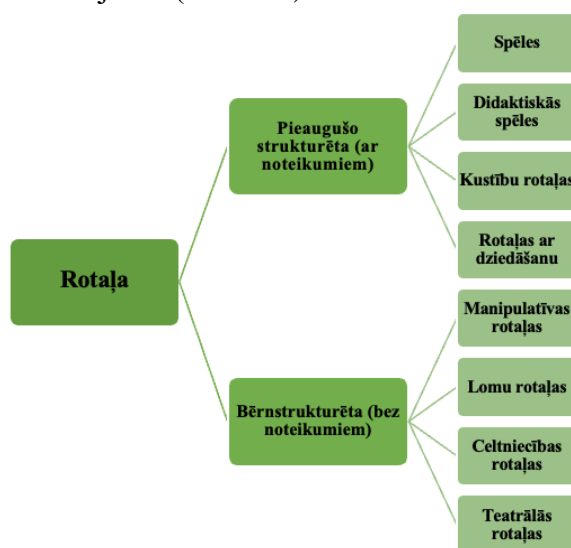 Spēles
Didaktiskās
spēles
Pieaugušo
strukturēta (ar
noteikumiem)
Kustību rotaļas
Rotaļas ar
dziedāšanu
Rotaļa
Manipulatīvas
rotaļas
Lomu rotaļas
Bērnstrukturēta (bez
noteikumiem)
Celtniecības
rotaļas
Teatrālās
rotaļas